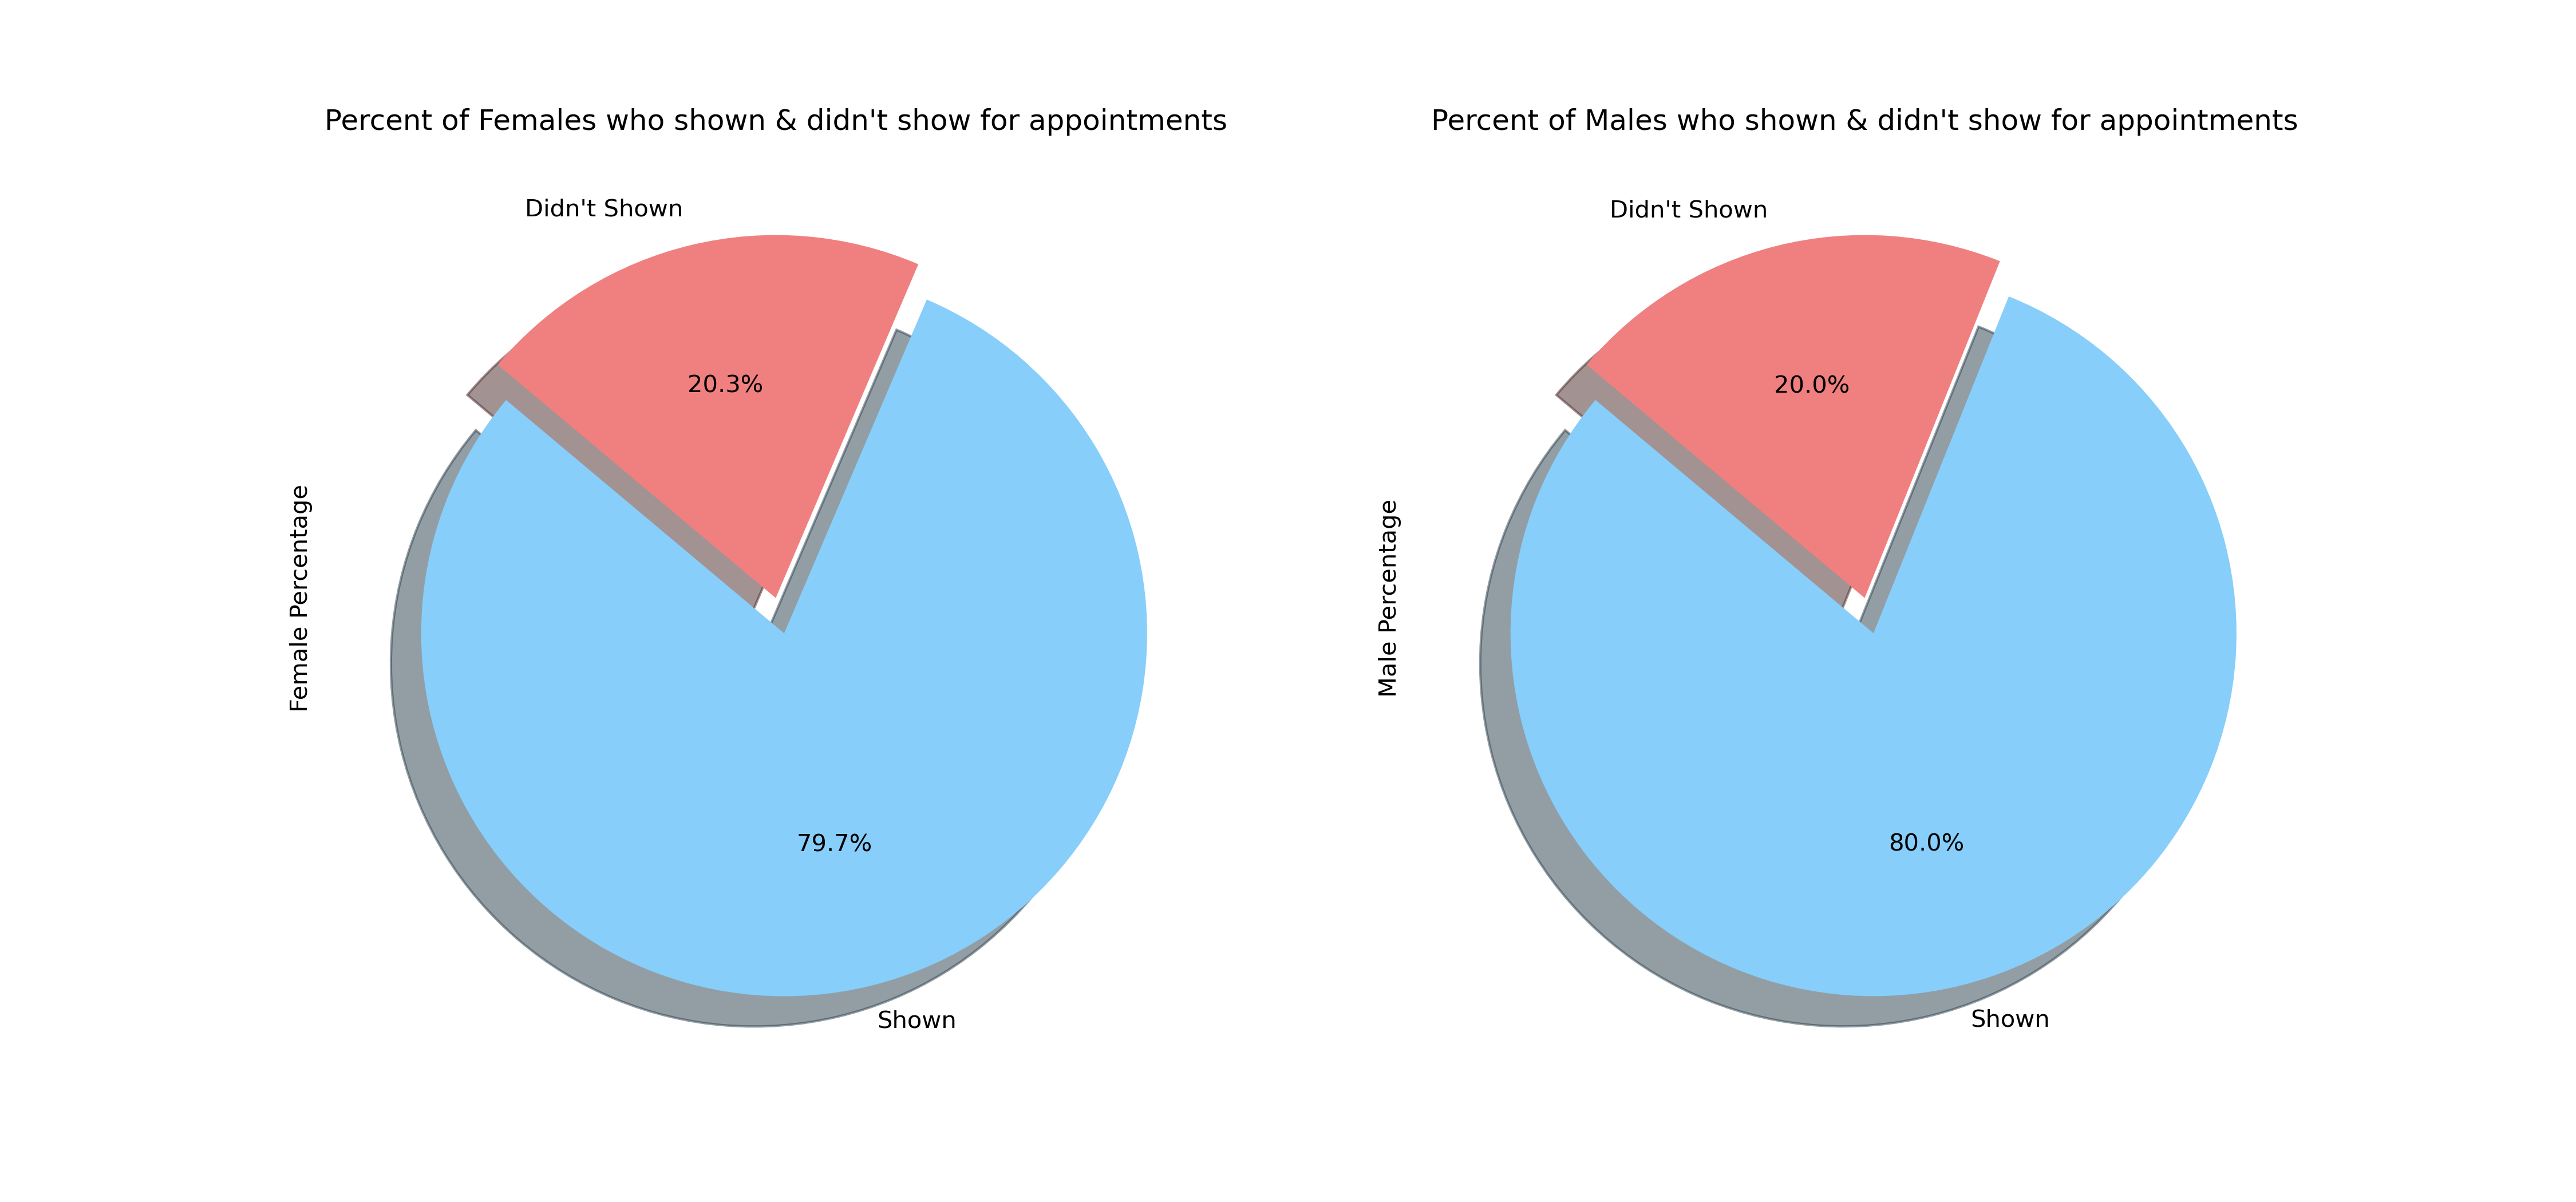 Percent of Females who shown & didn't show for appointments
Didn't Shown
20.3%
Female Percentage
79.7%
Shown
Percent of Males who shown & didn't show for appointments
Didn't Shown
20.0%
Male Percentage
80.0%
Shown